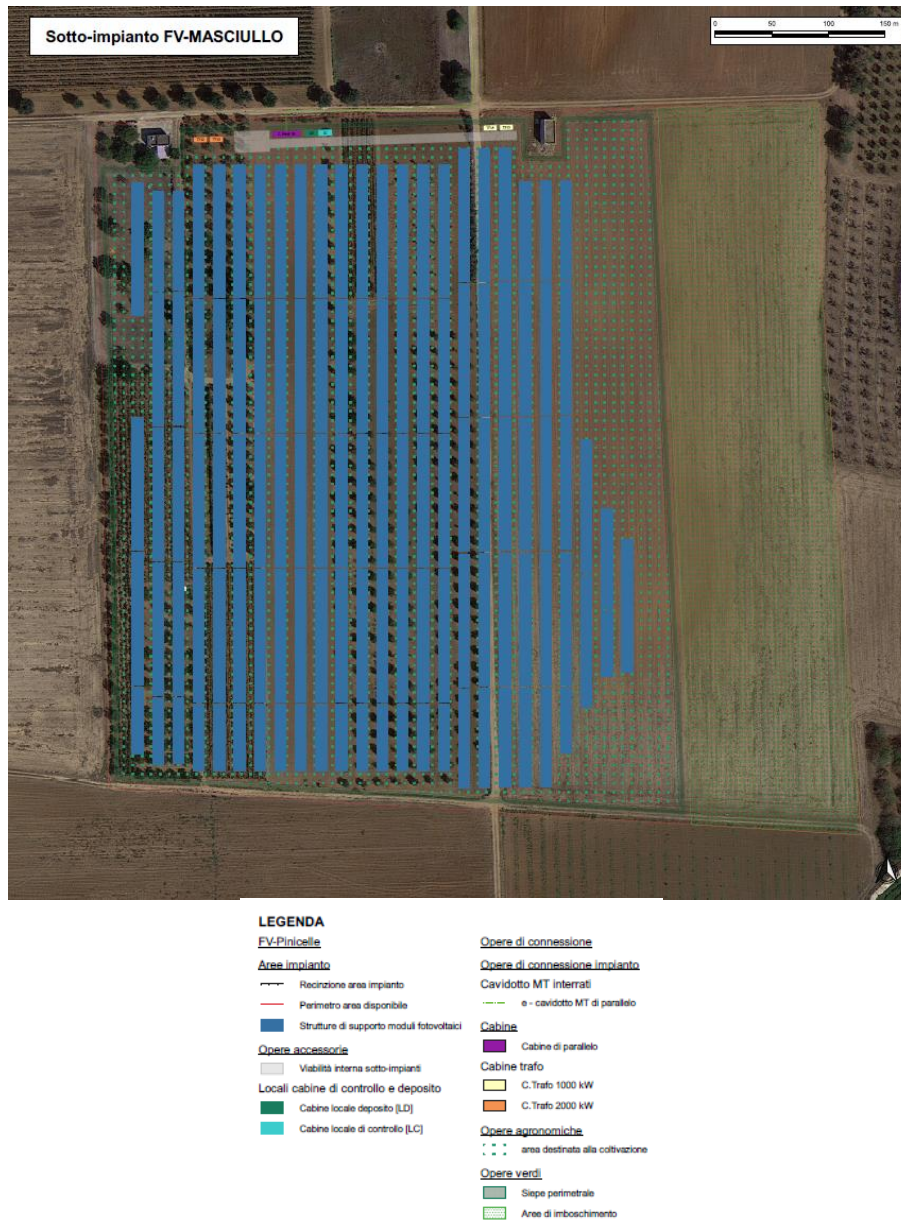 Sotto-impianto FV-MASCIULLO
0 50 100 150 m
LEGENDA
FV-Pinicelle
Aree impianto
Recinzione area impianto
Perimetro area disponibile
Strutture di supporto moduli fotovoltaici
Opere accessorie
Viabilità interna sotto-impianti
Locali cabine di controllo e deposito
Cabine locale deposito [LD]
Cabine locale di controllo [LC]
Opere di connessione
Opere di connessione impianto
Cavidotto MT interrati
e - cavidotto MT di parallelo
Cabine
Cabine di parallelo
Cabine trafo
C.Trafo 1000 kW
C.Trafo 2000 kW
Opere agronomiche
area destinata alla coltivazione
Opere verdi
Siepe perimetrale
Aree di imboschimento